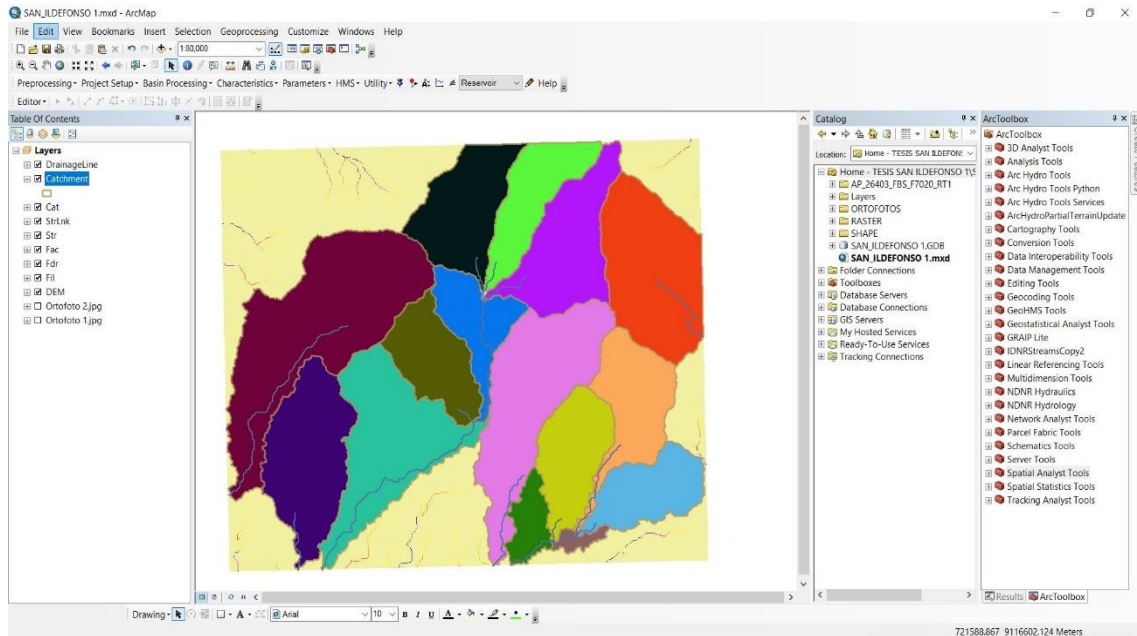 SAN_ILDEFONSO 1.mxd - ArcMap
File Edit View Bookmarks Insert Selection Geoprocessing Customize Windows Help
1:80,000
Preprocessing Project Setup Basin Processing Characteristics Parameters HMS Utility Reservoir Help
Editor
Table Of Contents
Layers
DrainageLine
Catchment
Cat
StrLnk
Str
Fac
Fdr
Fil
DEM
Ortofoto 2.jpg
Ortofoto 1.jpg
Catalog
Location: Home - TESIS SAN ILDEFON
Home - TESIS SAN ILDEFONSO 1\
AP_26403_FBS_F7020_RT1
Layers
ORTOFOTOS
RASTER
SHAPE
SAN_ILDEFONSO 1.GDB
SAN_ILDEFONSO 1.mxd
Folder Connections
Toolboxes
Database Servers
Database Connections
GIS Servers
My Hosted Services
Ready-To-Use Services
Tracking Connections
ArcToolbox
ArcToolbox
3D Analyst Tools
Analysis Tools
Arc Hydro Tools
Arc Hydro Tools Python
Arc Hydro Tools Services
ArcHydroPartialTerrainUpdate
Cartography Tools
Conversion Tools
Data Interoperability Tools
Data Management Tools
Editing Tools
Geocoding Tools
GeoHMS Tools
Geostatistical Analyst Tools
GRAIP Lite
IDNRStreamsCopy2
Linear Referencing Tools
Multidimension Tools
NDNR Hydraulics
NDNR Hydrology
Network Analyst Tools
Parcel Fabric Tools
Schematics Tools
Server Tools
Spatial Analyst Tools
Spatial Statistics Tools
Tracking Analyst Tools
Results ArcToolbox
Drawing A Arial 10 B I U A
721588.867 9116602.124 Meters